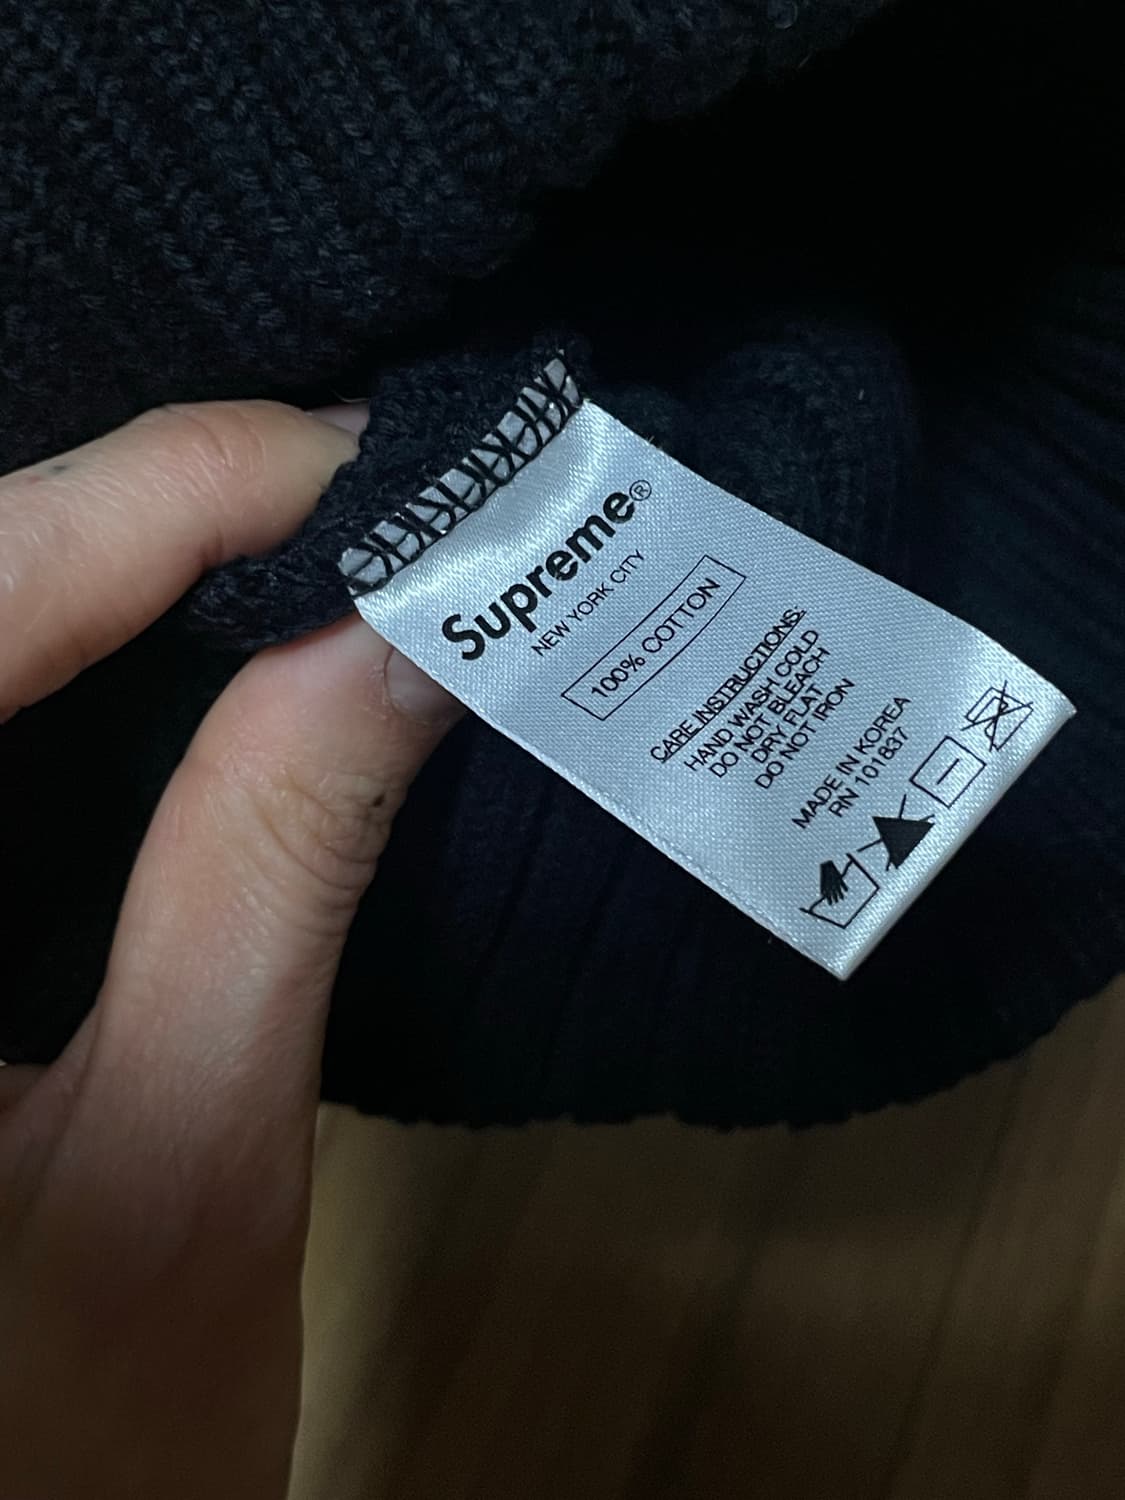 Supreme®
NEW YORK CITY
100% COTTON
CARE INSTRUCTIONS:
HAND WASH COLD
DO NOT BLEACH
DRY FLAT
DO NOT IRON
MADE IN KOREA
RN 101837